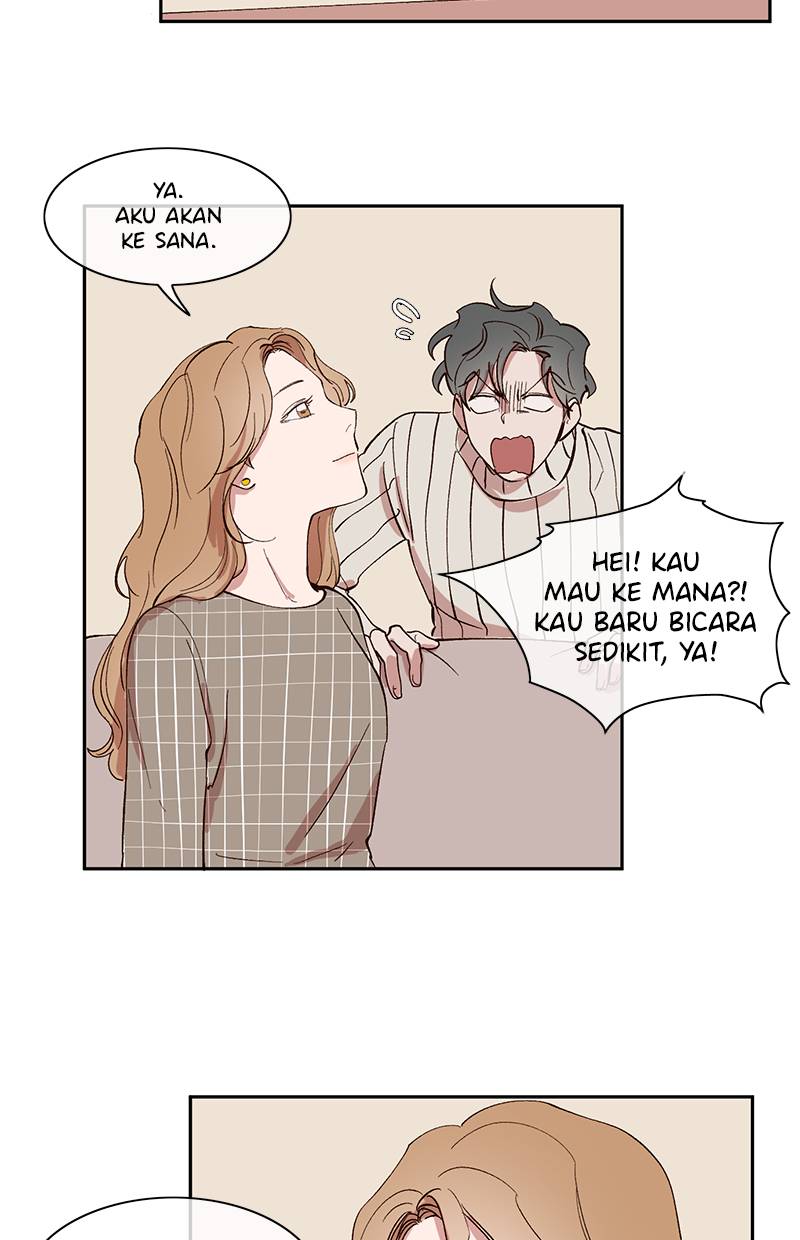 YA.
AKU AKAN
KE SANA.
HEI! KAU
MAU KE MANA?!
KAU BARU BICARA
SEDIKIT, YA!